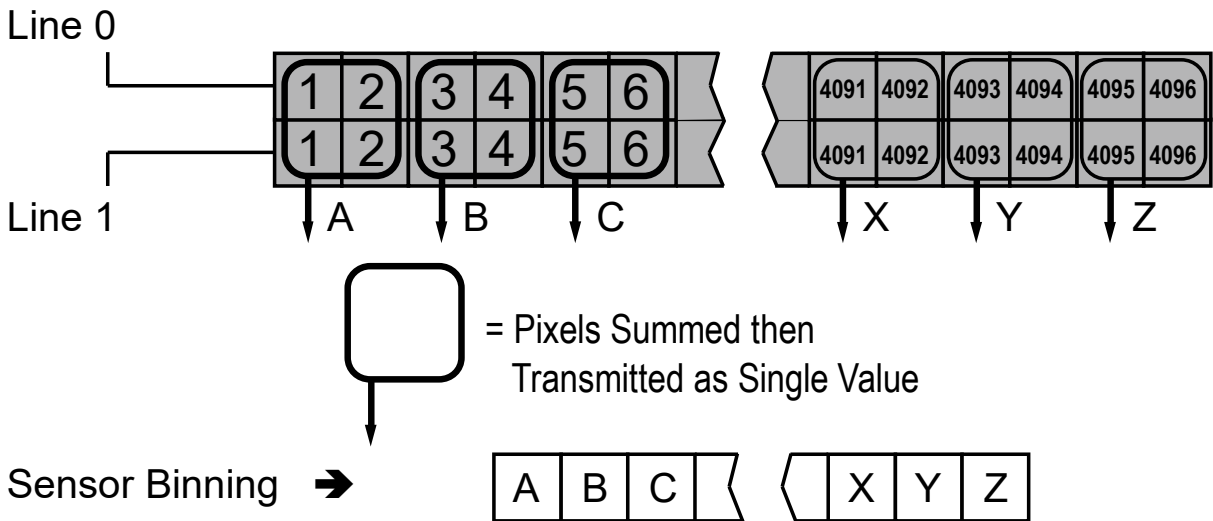 Line 0
1 2 3 4 5 6 4091 4092 4093 4094 4095 4096
1 2 3 4 5 6 4091 4092 4093 4094 4095 4096
Line 1
A B C X Y Z
= Pixels Summed then
Transmitted as Single Value
Sensor Binning ➔ A B C X Y Z